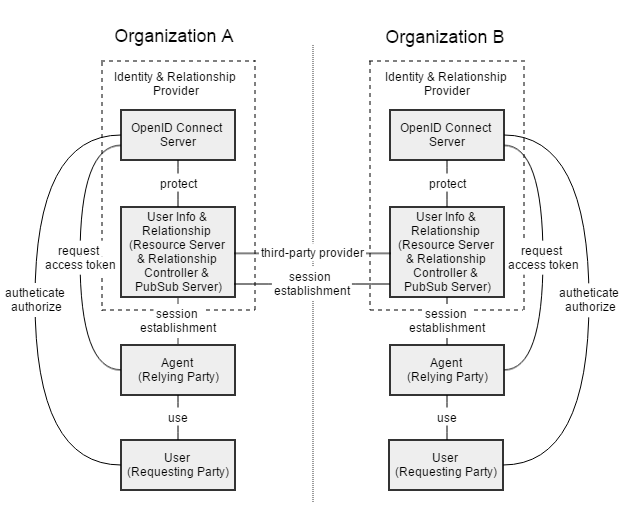 Organization A
Identity & Relationship
Provider
OpenID Connect
Server
protect
User Info &
Relationship
(Resource Server
& Relationship
Controller &
PubSub Server)
request
access token
autheticate
authorize
session
establishment
Agent
(Relying Party)
use
User
(Requesting Party)
third-party provider
session
establishment
Organization B
Identity & Relationship
Provider
OpenID Connect
Server
protect
User Info &
Relationship
(Resource Server
& Relationship
Controller &
PubSub Server)
request
access token
autheticate
authorize
session
establishment
Agent
(Relying Party)
use
User
(Requesting Party)